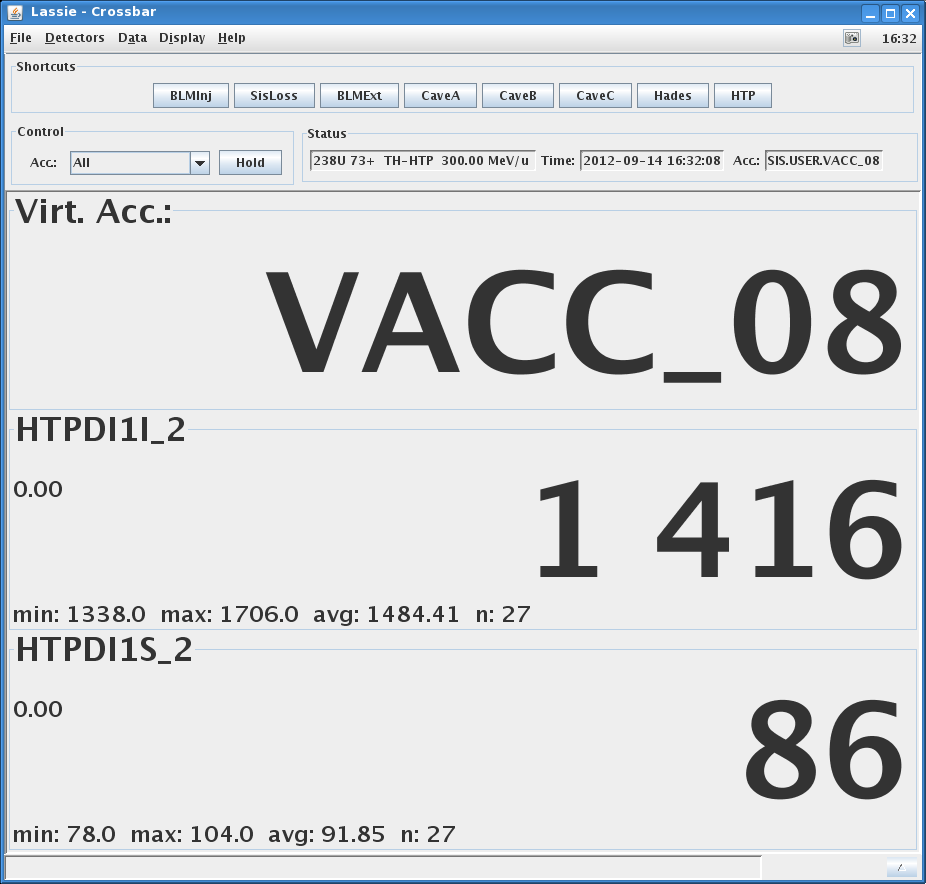 Lassie - Crossbar
File Detectors Data Display Help 16:32
Shortcuts
BLMInj SisLoss BLMExt CaveA CaveB CaveC Hades HTP
Control
Acc.: All Hold
Status
238U 73+ TH-HTP 300.00 MeV/u Time: 2012-09-14 16:32:08 Acc.: SIS.USER.VACC_08
Virt. Acc.:
VACC_08
HTPDI1I_2
0.00
1 416
min: 1338.0 max: 1706.0 avg: 1484.41 n: 27
HTPDI1S_2
0.00
86
min: 78.0 max: 104.0 avg: 91.85 n: 27
/